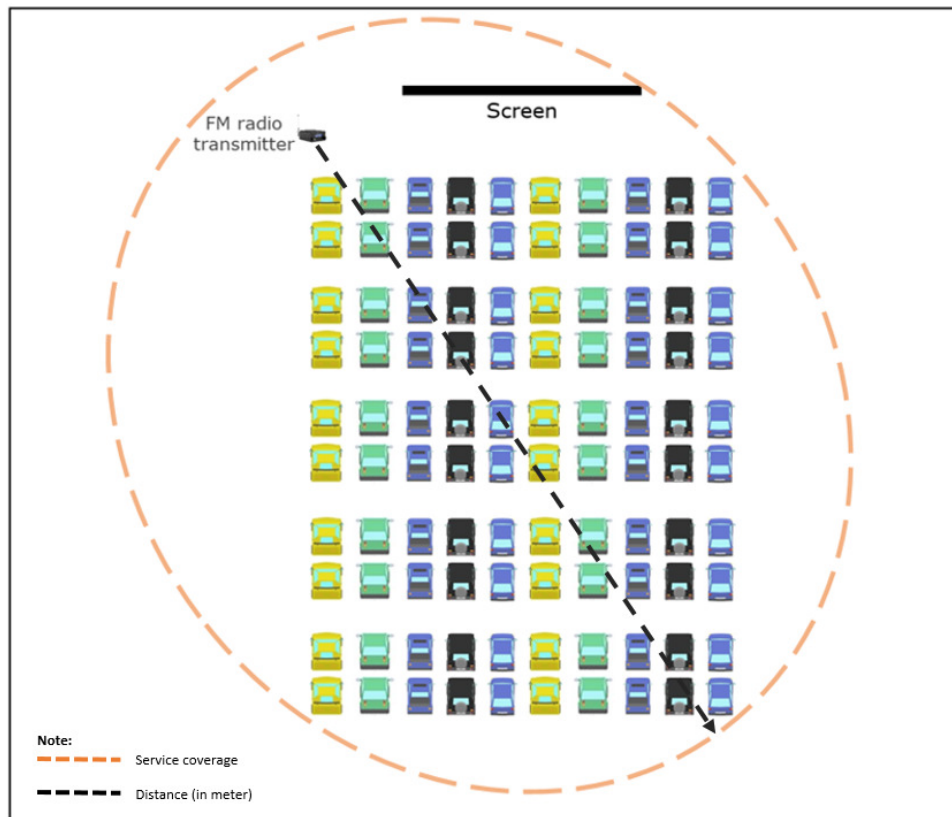 Screen
FM radio
transmitter
Note:
Service coverage
Distance (in meter)